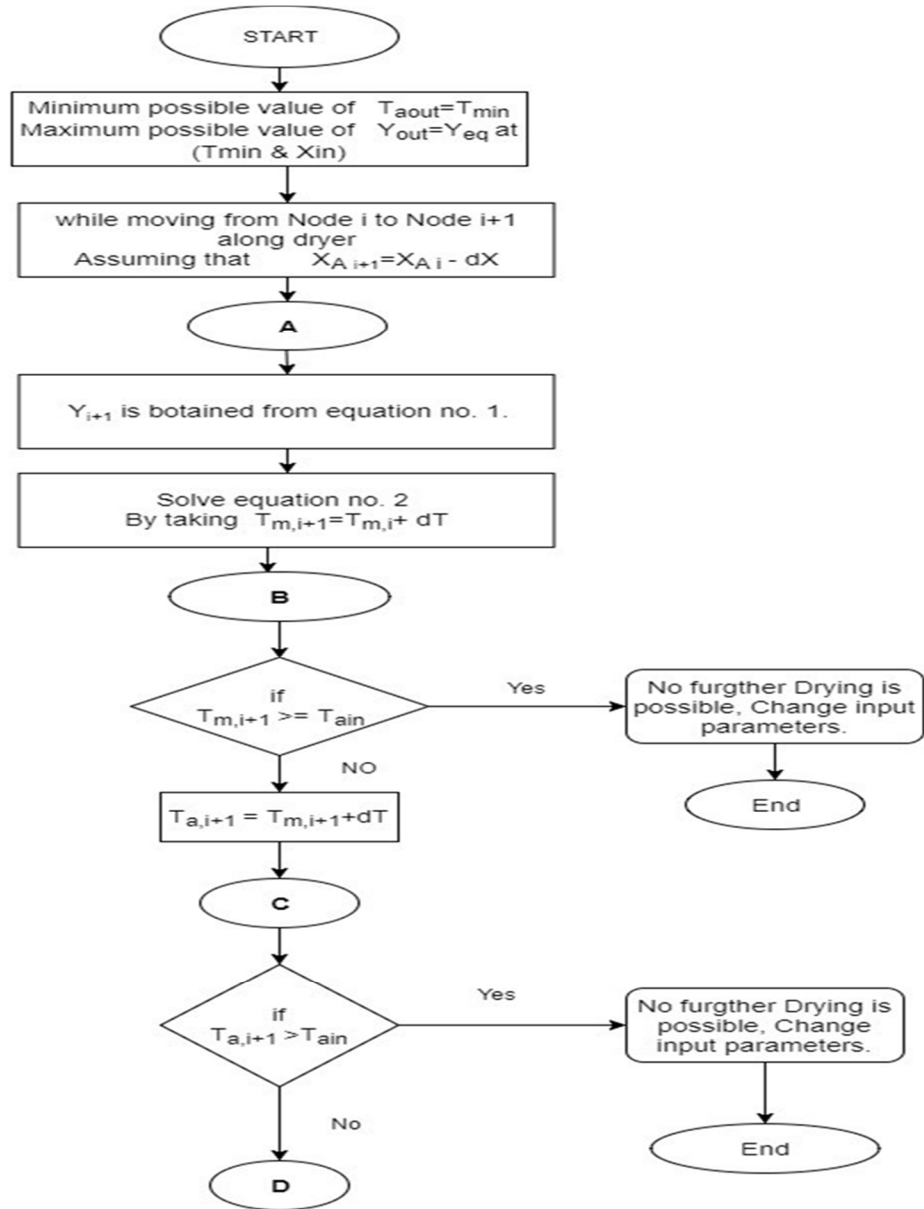 START
Minimum possible value of T_aout=T_min
Maximum possible value of Y_out=Y_eq at
(Tmin & Xin)
while moving from Node i to Node i+1
along dryer
Assuming that X_A i+1=X_A i - dX
A
Y_i+1 is botained from equation no. 1.
Solve equation no. 2
By taking T_m,i+1=T_m,i+ dT
B
if
T_m,i+1 >= T_ain
Yes
No furgther Drying is
possible, Change input
parameters.
End
NO
T_a,i+1 = T_m,i+1+dT
C
if
T_a,i+1 >T_ain
Yes
No furgther Drying is
possible, Change
input parameters.
End
No
D